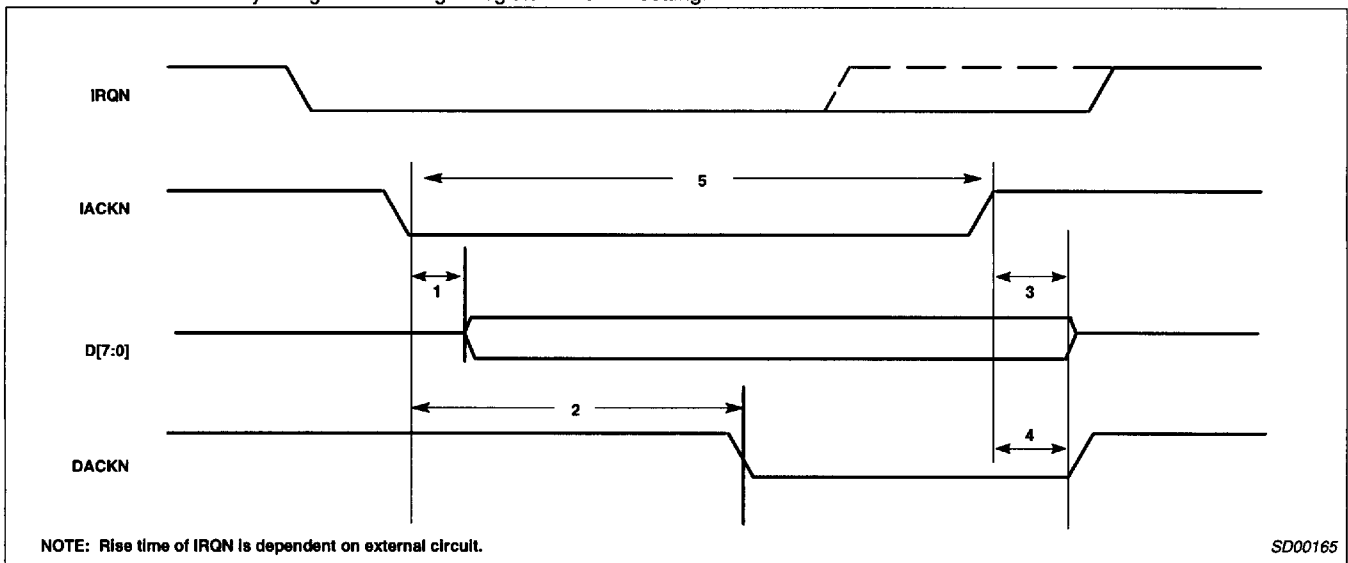 IRQN
5
IACKN
1
3
D[7:0]
2
4
DACKN
NOTE: Rise time of IRQN is dependent on external circuit.
SD00165